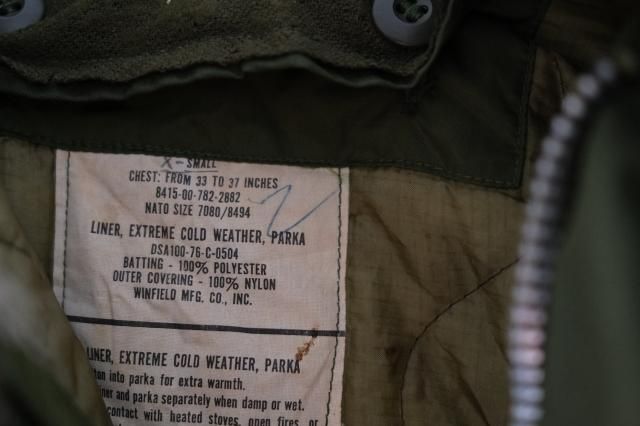 X-SMALL
CHEST: FROM 33 TO 37 INCHES
8415-00-782-2882
NATO SIZE 7080/8494
LINER, EXTREME COLD WEATHER, PARKA
DSA100-76-C-0504
BATTING - 100% POLYESTER
OUTER COVERING - 100% NYLON
WINFIELD MFG. CO., INC.
LINER, EXTREME COLD WEATHER, PARKA
into parka for extra warmth.
and parka separately when damp or wet.
contact with heated stoves, open fires, or